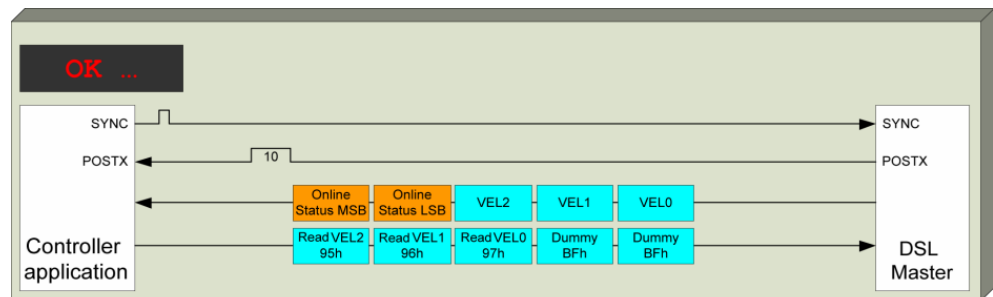 OK ...
SYNC
SYNC
POSTX
10
POSTX
Online
Status MSB
Online
Status LSB
VEL2
VEL1
VEL0
Read VEL2
95h
Read VEL1
96h
Read VEL0
97h
Dummy
BFh
Dummy
BFh
Controller
application
DSL
Master